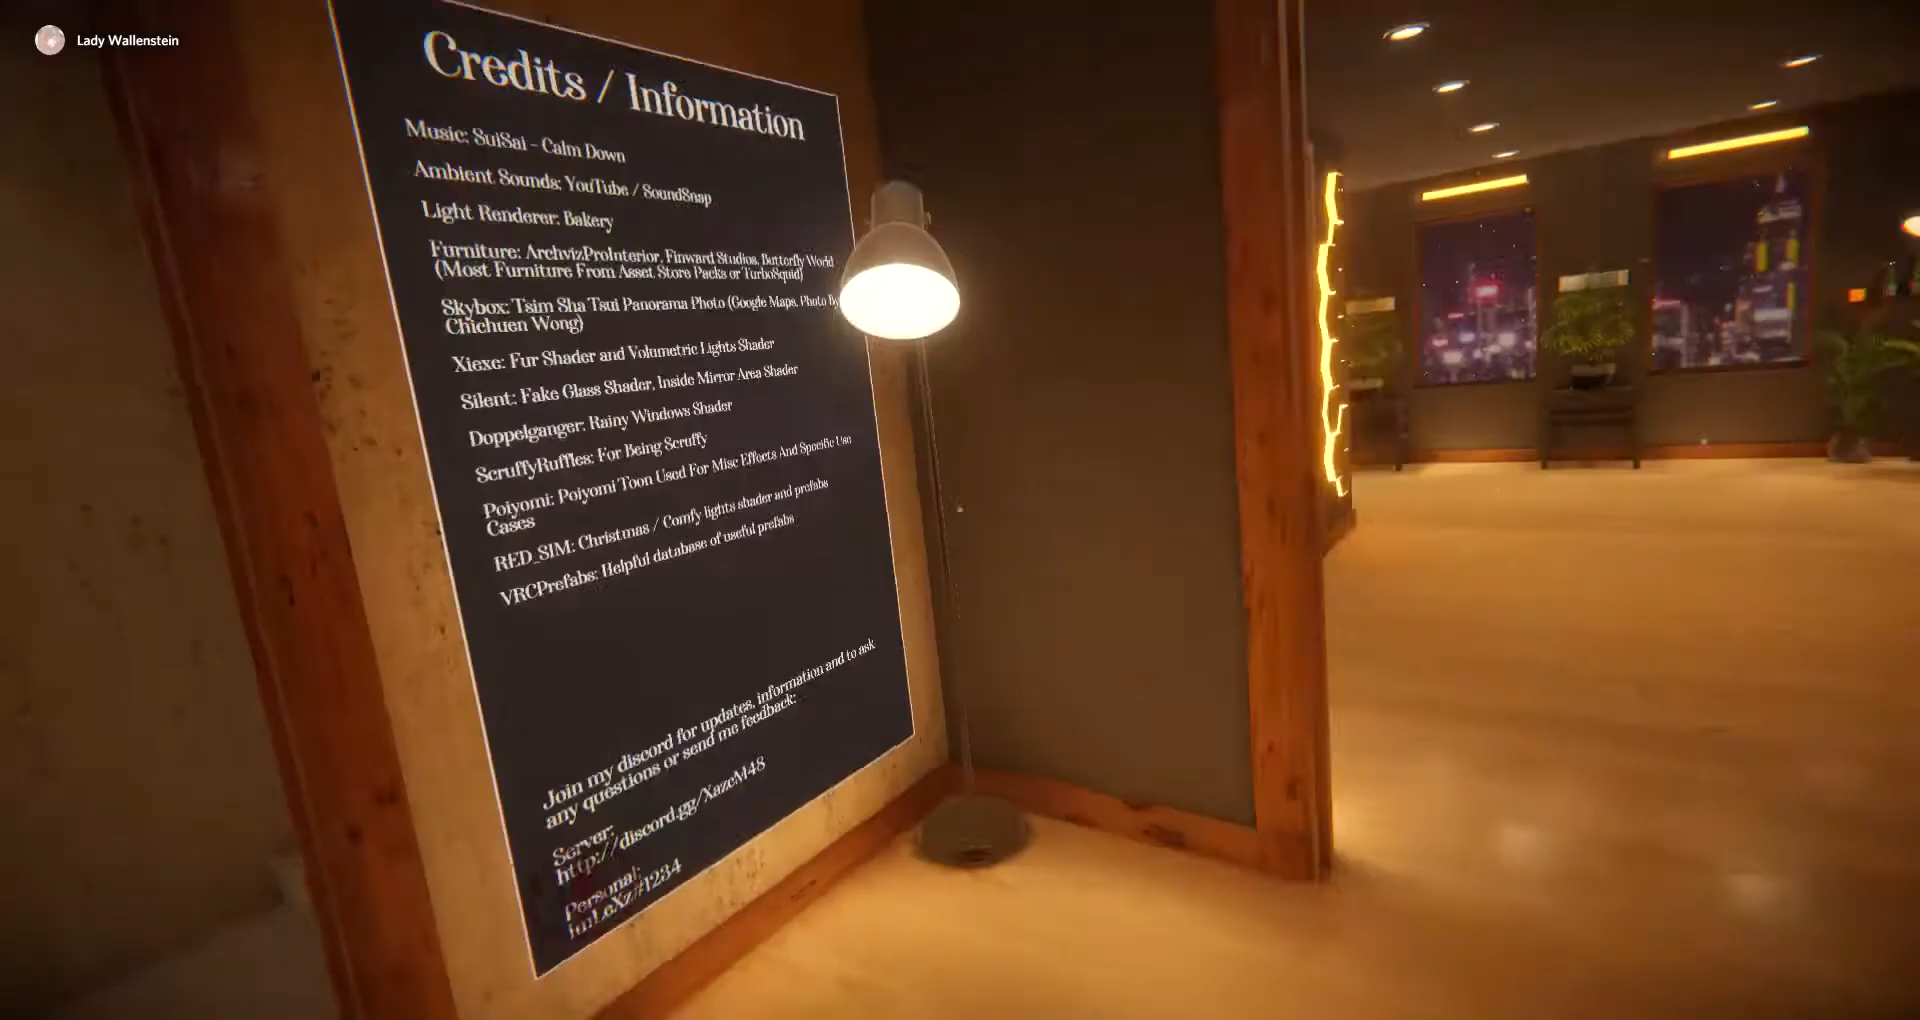 Lady Wallenstein
Credits / Information
Music: SuiSai - Calm Down
Ambient Sounds: YouTube / SoundSnap
Light Renderer: Bakery
Furniture: ArchvizProInterior, Finward Studios, Butterfly World
(Most Furniture From Asset Store Packs or TurboSquid)
Skybox: Tsim Sha Tsui Panorama Photo (Google Maps, Photo By
Chichuen Wong)
Xiexe: Fur Shader and Volumetric Lights Shader
Silent: Fake Glass Shader, Inside Mirror Area Shader
Doppelganger: Rainy Windows Shader
ScruffyRuffles: For Being Scruffy
Poiyomi: Poiyomi Toon Used For Misc Effects And Specific Use
Cases
RED_SIM: Christmas / Comfy lights shader and prefabs
VRCPrefabs: Helpful database of useful prefabs
Join my discord for updates, information and to ask
any questions or send me feedback:
Server:
http://discord.gg/XazcM48
Personal:
imLeXz#1234